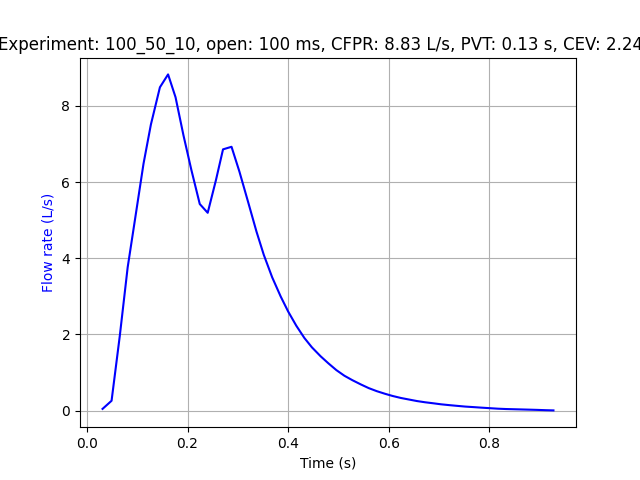 Experiment: 100_50_10, open: 100 ms, CFPR: 8.83 L/s, PVT: 0.13 s, CEV: 2.24
Flow rate (L/s)
8
6
4
2
0
0.0 0.2 0.4 0.6 0.8
Time (s)